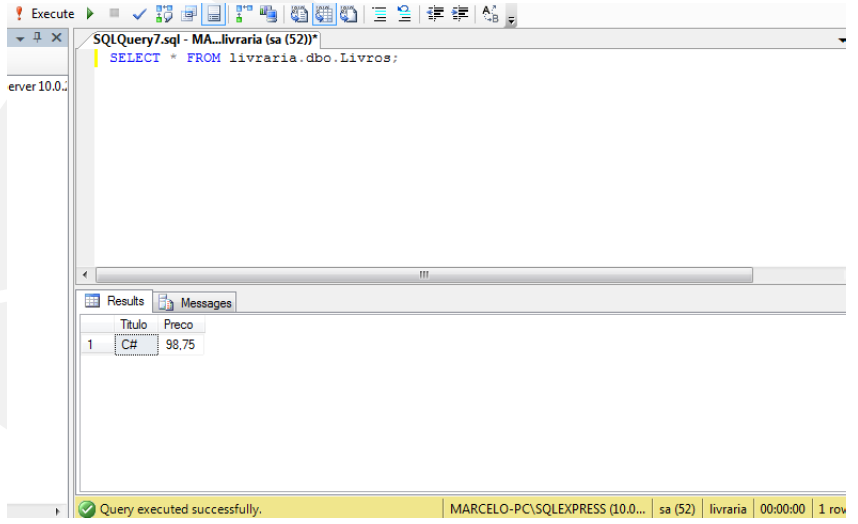 Execute
SQLQuery7.sql - MA...livraria (sa (52))*
SELECT * FROM livraria.dbo.Livros;
erver 10.0.
Results Messages
Titulo Preco
1 C# 98,75
Query executed successfully. MARCELO-PC\SQLEXPRESS (10.0... sa (52) livraria 00:00:00 1 row